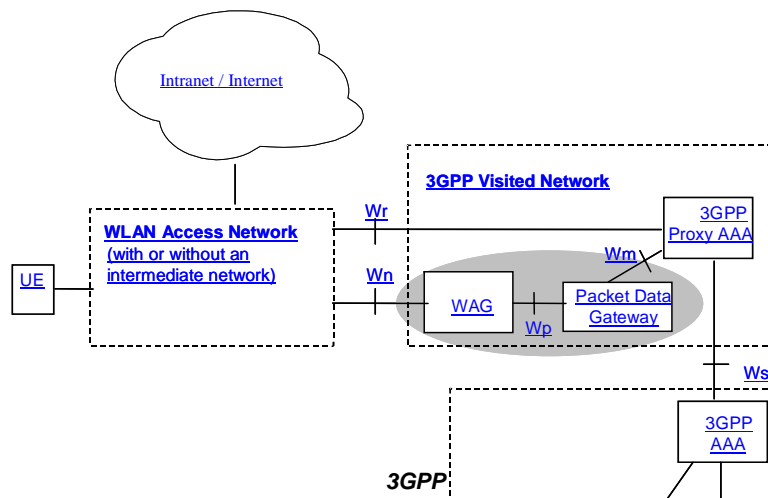 Intranet / Internet
3GPP Visited Network
WLAN Access Network
(with or without an
intermediate network)
UE
Wr
Wn
3GPP
Proxy AAA
Wm
WAG
Wp
Packet Data
Gateway
Ws
3GPP
AAA
3GPP